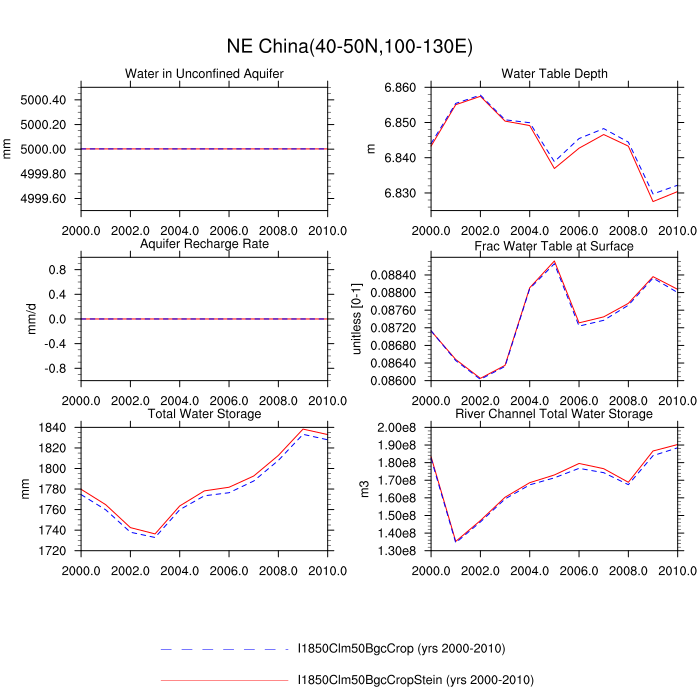 NE China(40-50N,100-130E)
Water in Unconfined Aquifer
5000.40
5000.20
5000.00
4999.80
4999.60
mm
2000.0 2002.0 2004.0 2006.0 2008.0 2010.0
Water Table Depth
6.860
6.850
6.840
6.830
m
2000.0 2002.0 2004.0 2006.0 2008.0 2010.0
Aquifer Recharge Rate
0.8
0.4
0.0
-0.4
-0.8
mm/d
2000.0 2002.0 2004.0 2006.0 2008.0 2010.0
Frac Water Table at Surface
0.08840
0.08800
0.08720
0.08640
0.08600
unitless [0-1]
2000.0 2002.0 2004.0 2006.0 2008.0 2010.0
Total Water Storage
1840
1820
1800
1780
1760
1740
1720
mm
2000.0 2002.0 2004.0 2006.0 2008.0 2010.0
River Channel Total Water Storage
2.00e8
1.90e8
1.80e8
1.70e8
1.60e8
1.50e8
1.40e8
1.30e8
m3
2000.0 2002.0 2004.0 2006.0 2008.0 2010.0
I1850Clm50BgcCrop (yrs 2000-2010)
I1850Clm50BgcCropStein (yrs 2000-2010)